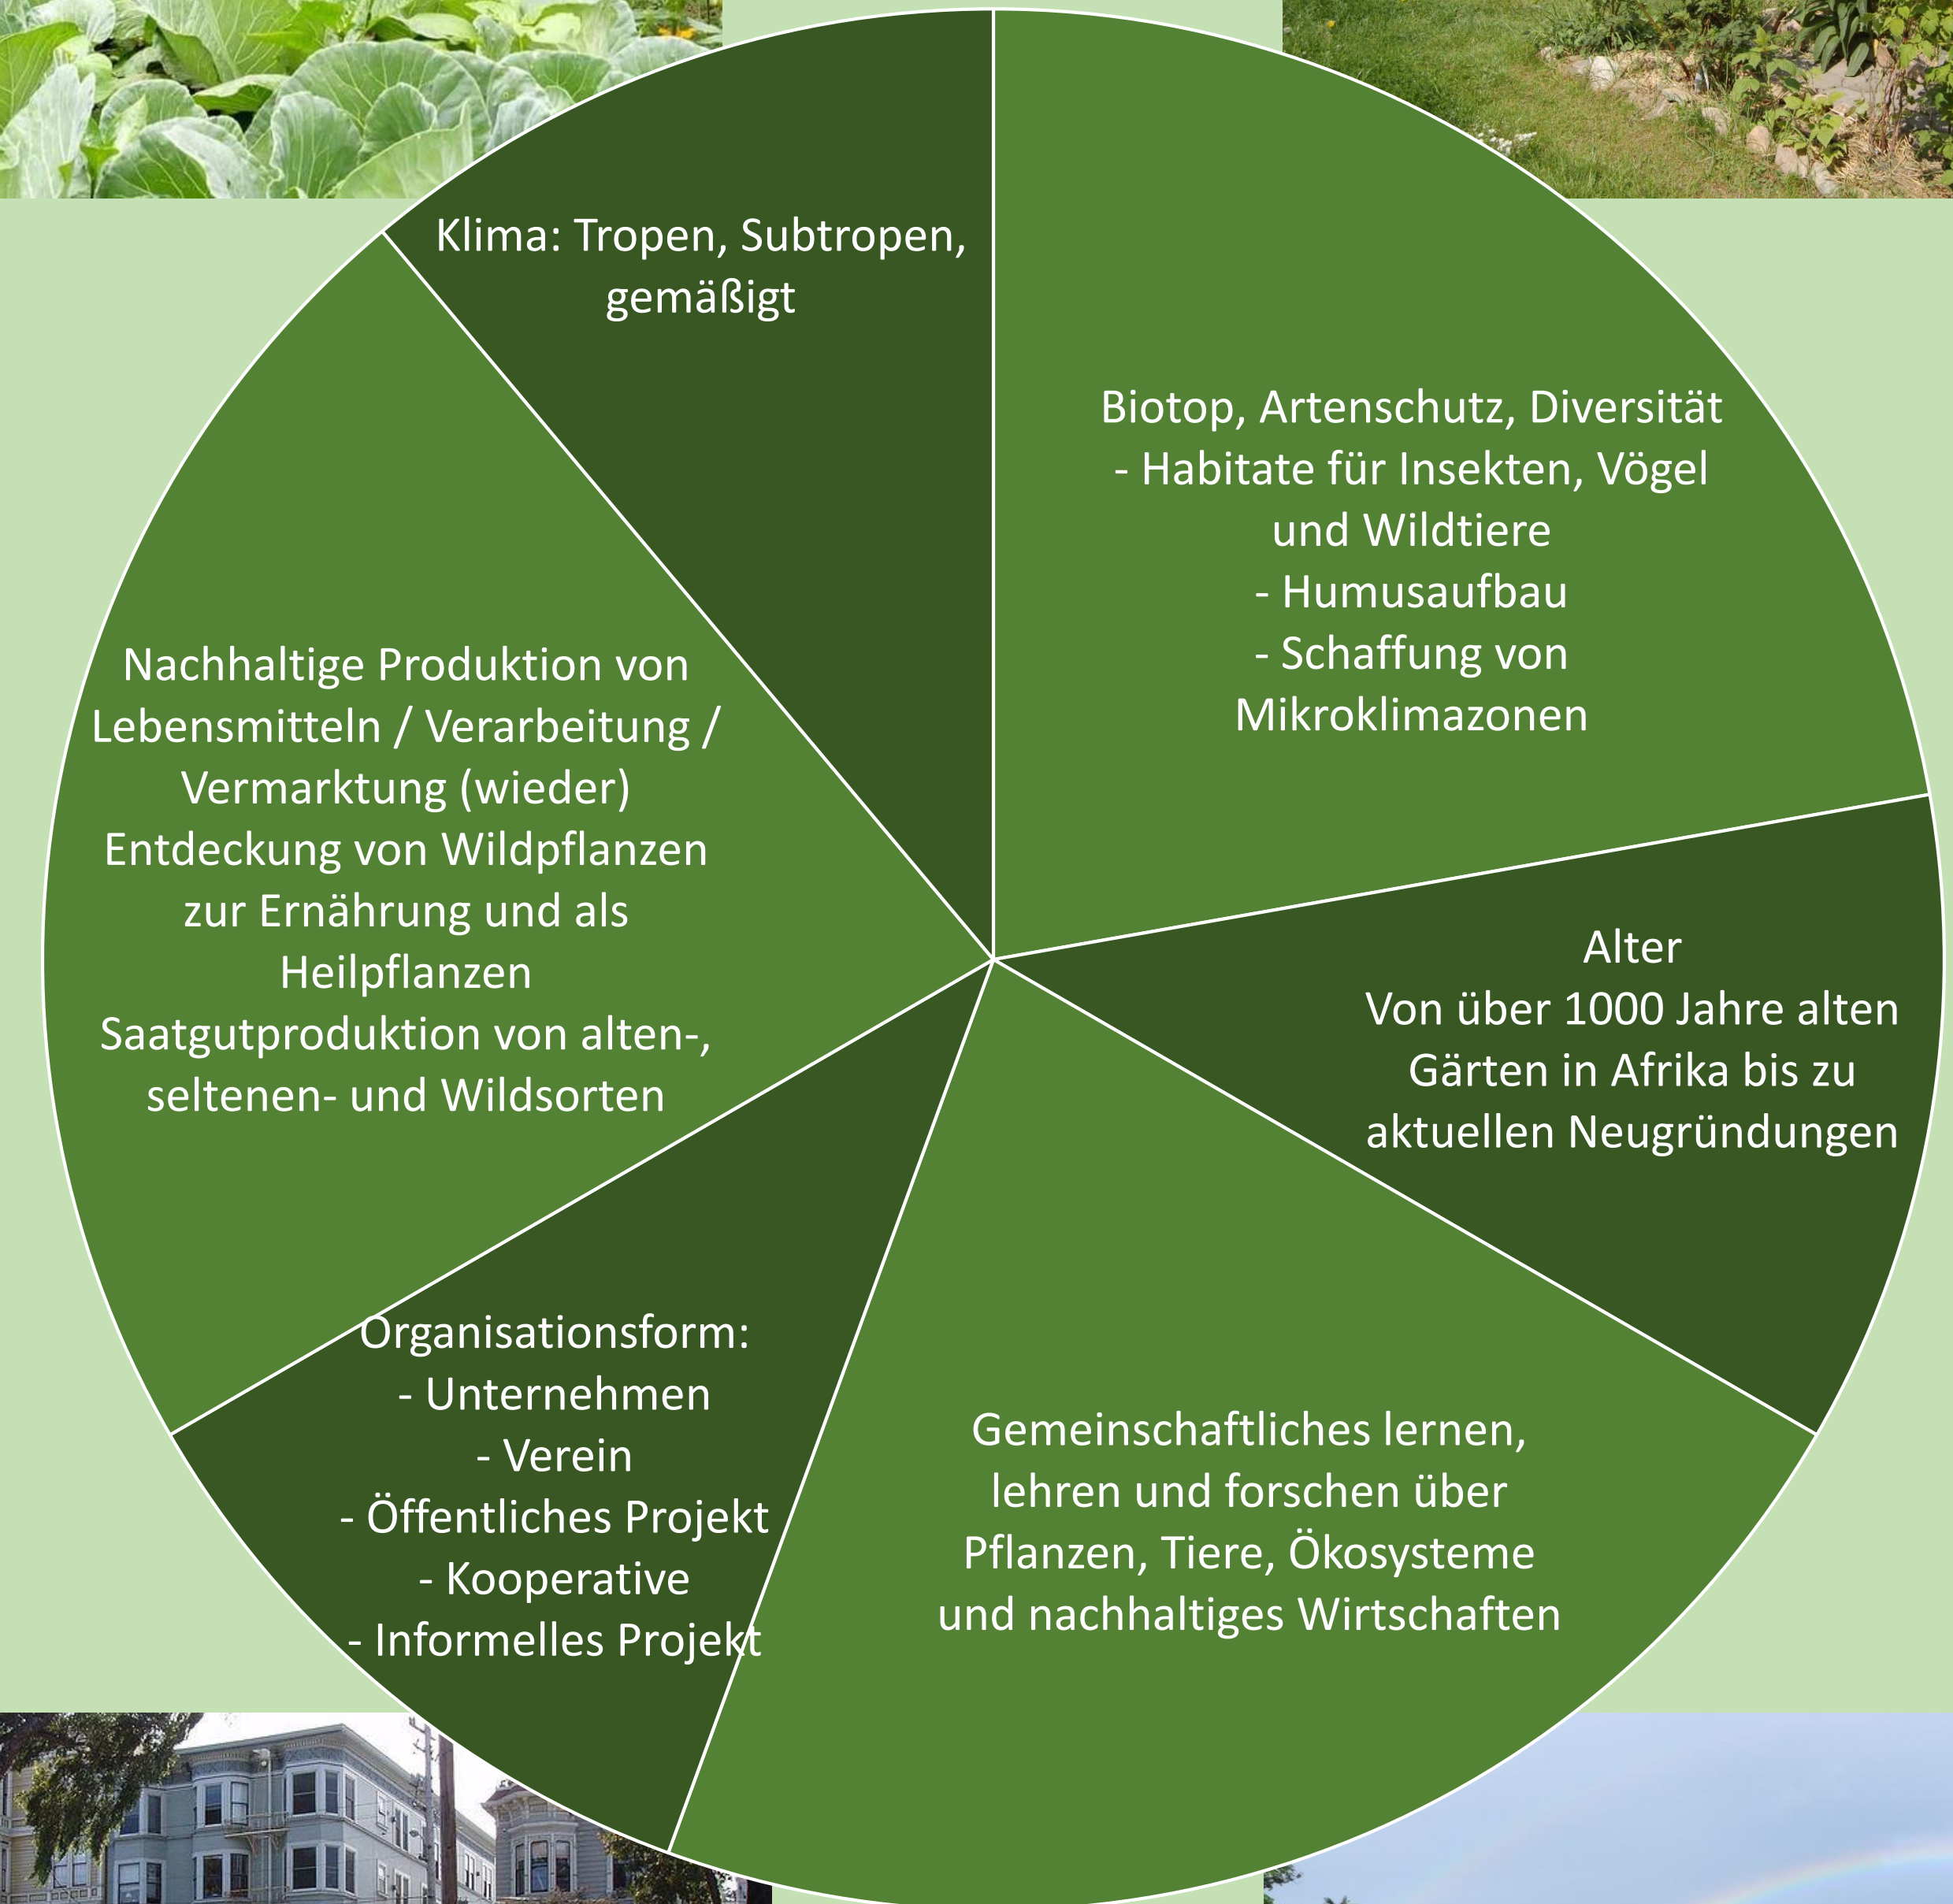 Klima: Tropen, Subtropen,
gemäßigt
Biotop, Artenschutz, Diversität
- Habitate für Insekten, Vögel
und Wildtiere
- Humusaufbau
- Schaffung von
Mikroklimazonen
Nachhaltige Produktion von
Lebensmitteln / Verarbeitung /
Vermarktung (wieder)
Entdeckung von Wildpflanzen
zur Ernährung und als
Heilpflanzen
Saatgutproduktion von alten-,
seltenen- und Wildsorten
Alter
Von über 1000 Jahre alten
Gärten in Afrika bis zu
aktuellen Neugründungen
Organisationsform:
- Unternehmen
- Verein
- Öffentliches Projekt
- Kooperative
- Informelles Projekt
Gemeinschaftliches lernen,
lehren und forschen über
Pflanzen, Tiere, Ökosysteme
und nachhaltiges Wirtschaften